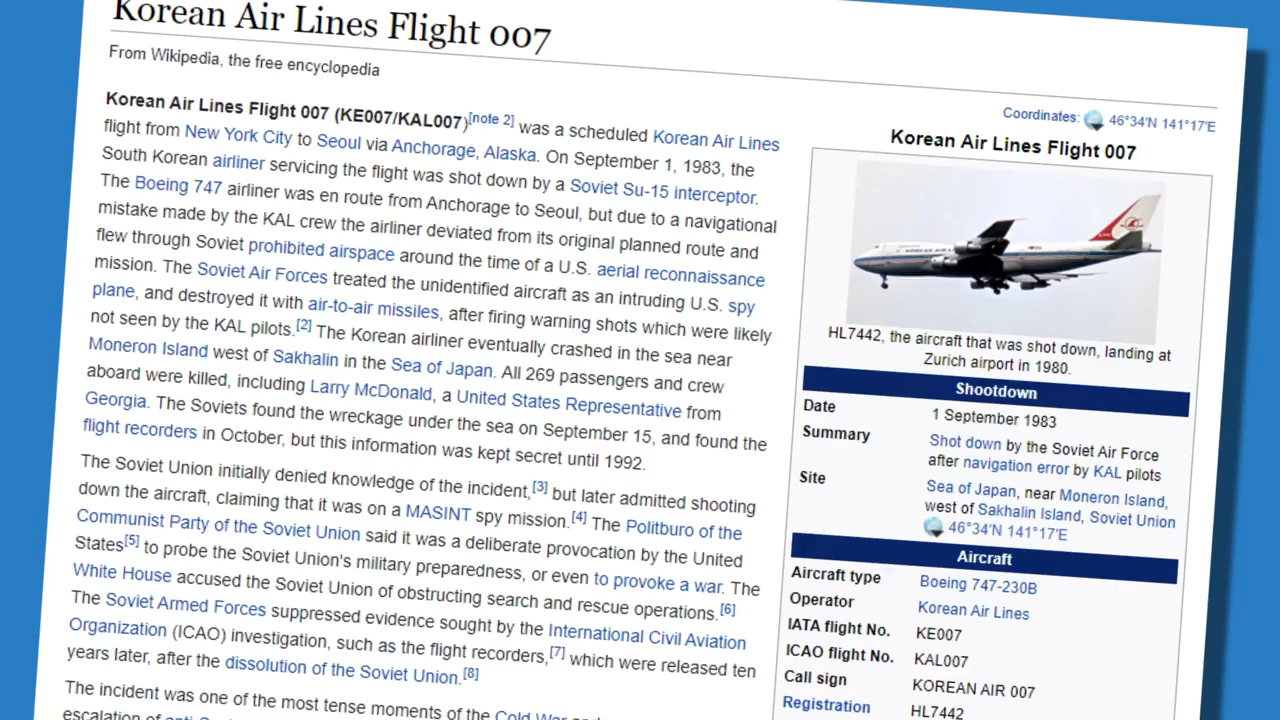 Korean Air Lines Flight 007
From Wikipedia, the free encyclopedia
Korean Air Lines Flight 007 (KE007/KAL007)[note 2] was a scheduled Korean Air Lines
flight from New York City to Seoul via Anchorage, Alaska. On September 1, 1983, the
South Korean airliner servicing the flight was shot down by a Soviet Su-15 interceptor.
The Boeing 747 airliner was en route from Anchorage to Seoul, but due to a navigational
mistake made by the KAL crew the airliner deviated from its original planned route and
flew through Soviet prohibited airspace around the time of a U.S. aerial reconnaissance
mission. The Soviet Air Forces treated the unidentified aircraft as an intruding U.S. spy
plane, and destroyed it with air-to-air missiles, after firing warning shots which were likely
not seen by the KAL pilots.[2] The Korean airliner eventually crashed in the sea near
Moneron Island west of Sakhalin in the Sea of Japan. All 269 passengers and crew
aboard were killed, including Larry McDonald, a United States Representative from
Georgia. The Soviets found the wreckage under the sea on September 15, and found the
flight recorders in October, but this information was kept secret until 1992.
The Soviet Union initially denied knowledge of the incident,[3] but later admitted shooting
down the aircraft, claiming that it was on a MASINT spy mission.[4] The Politburo of the
Communist Party of the Soviet Union said it was a deliberate provocation by the United
States[5] to probe the Soviet Union's military preparedness, or even to provoke a war. The
White House accused the Soviet Union of obstructing search and rescue operations.[6]
The Soviet Armed Forces suppressed evidence sought by the International Civil Aviation
Organization (ICAO) investigation, such as the flight recorders,[7] which were released ten
years later, after the dissolution of the Soviet Union.[8]
The incident was one of the most tense moments of the Cold War and
escalation of
Coordinates: 46°34′N 141°17′E
Korean Air Lines Flight 007
HL7442, the aircraft that was shot down, landing at
Zurich airport in 1980.
Shootdown
Date 1 September 1983
Summary Shot down by the Soviet Air Force
after navigation error by KAL pilots
Site Sea of Japan, near Moneron Island,
west of Sakhalin Island, Soviet Union
46°34′N 141°17′E
Aircraft
Aircraft type Boeing 747-230B
Operator Korean Air Lines
IATA flight No. KE007
ICAO flight No. KAL007
Call sign KOREAN AIR 007
Registration HL7442